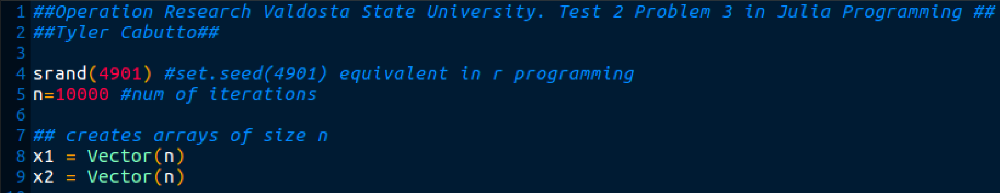 1 ##Operation Research Valdosta State University. Test 2 Problem 3 in Julia Programming ##
2 ##Tyler Cabutto##
3
4 srand(4901) #set.seed(4901) equivalent in r programming
5 n=10000 #num of iterations
6
7 ## creates arrays of size n
8 x1 = Vector(n)
9 x2 = Vector(n)